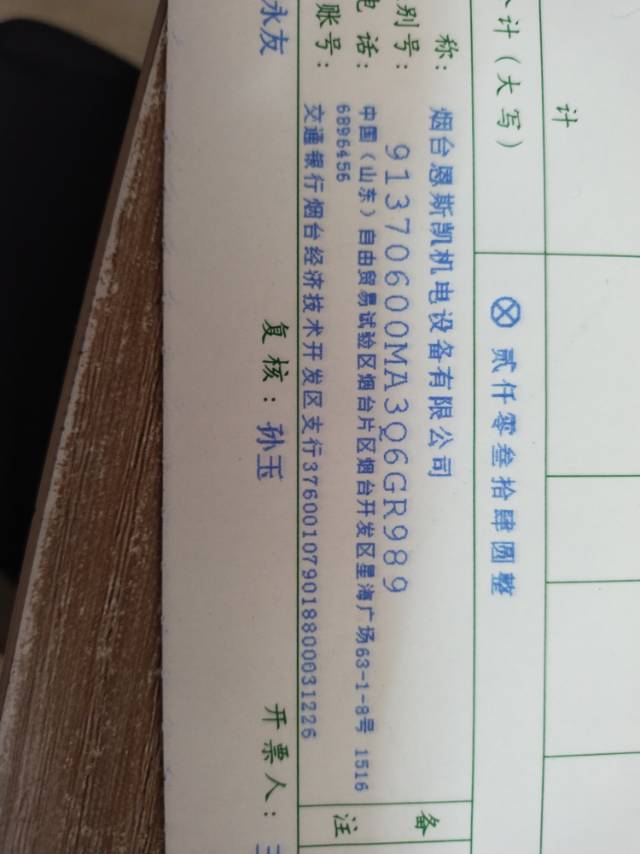 计
计(大写) ⊗ 贰仟零叁拾肆圆整
称: 烟台恩斯凯机电设备有限公司
别号: 91370600MA3Q6GR989
电话: 中国(山东)自由贸易试验区烟台片区烟台开发区星海广场63-1-8号 1516
6896456
账号: 交通银行烟台经济技术开发区支行376001079018800031226
备
注
永友 复核: 孙玉 开票人: